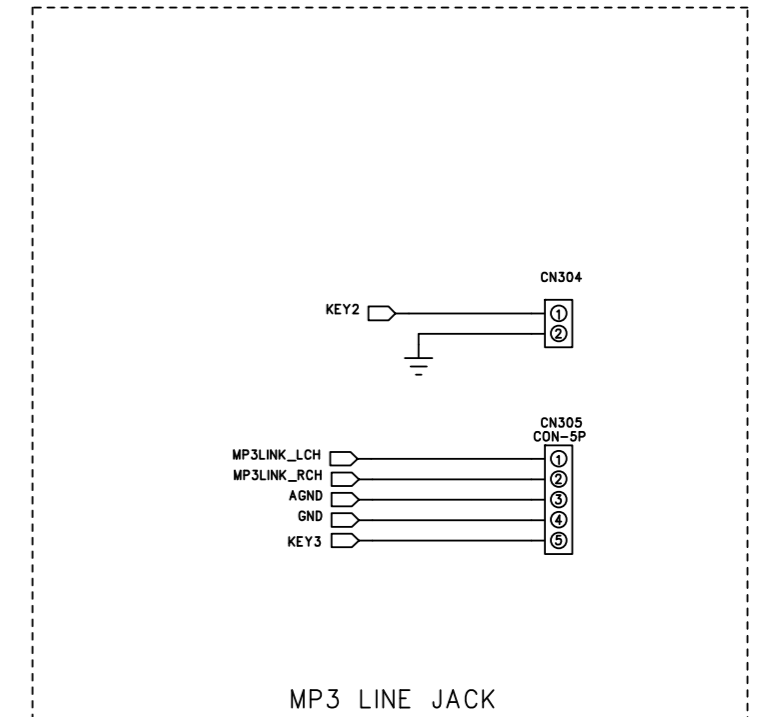 CN304
KEY2
1
2
CN305
CON-5P
MP3LINK_LCH
1
MP3LINK_RCH
2
AGND
3
GND
4
KEY3
5
MP3 LINE JACK